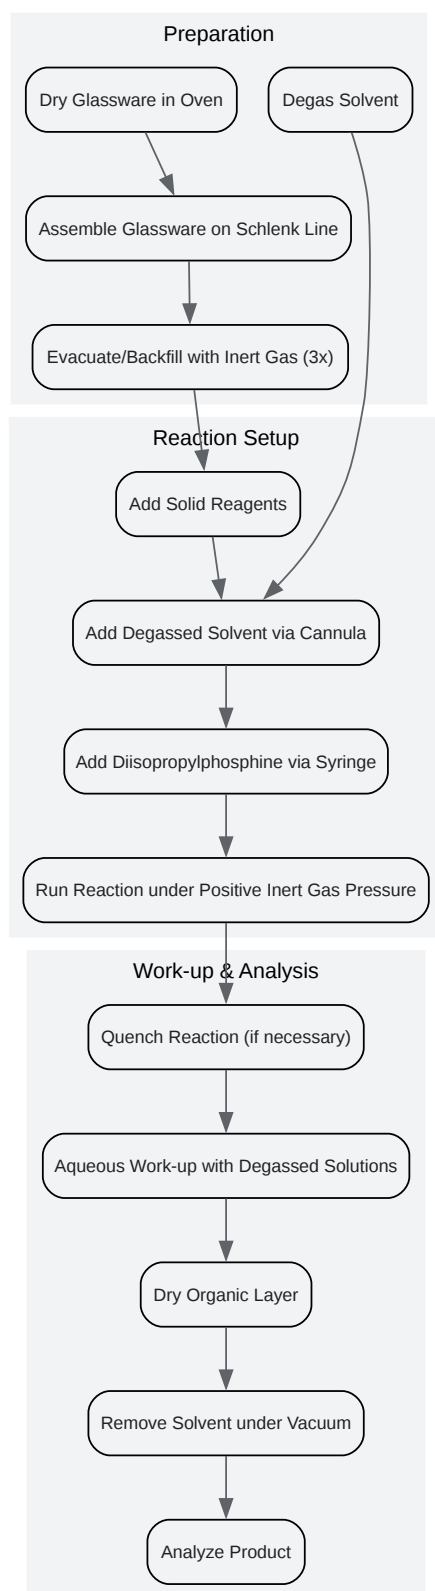 Preparation
Dry Glassware in Oven
Degas Solvent
Assemble Glassware on Schlenk Line
Evacuate/Backfill with Inert Gas (3x)
Reaction Setup
Add Solid Reagents
Add Degassed Solvent via Cannula
Add Diisopropylphosphine via Syringe
Run Reaction under Positive Inert Gas Pressure
Work-up & Analysis
Quench Reaction (if necessary)
Aqueous Work-up with Degassed Solutions
Dry Organic Layer
Remove Solvent under Vacuum
Analyze Product